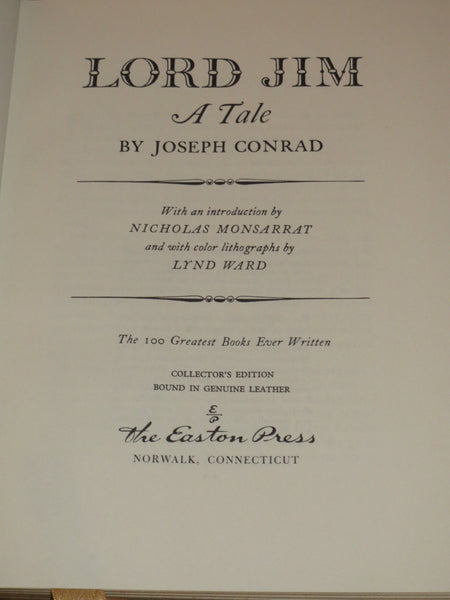 LORD JIM
A Tale
BY JOSEPH CONRAD
With an introduction by
NICHOLAS MONSARRAT
and with color lithographs by
LYND WARD
The 100 Greatest Books Ever Written
COLLECTOR'S EDITION
BOUND IN GENUINE LEATHER
E
P
The Easton Press
NORWALK, CONNECTICUT